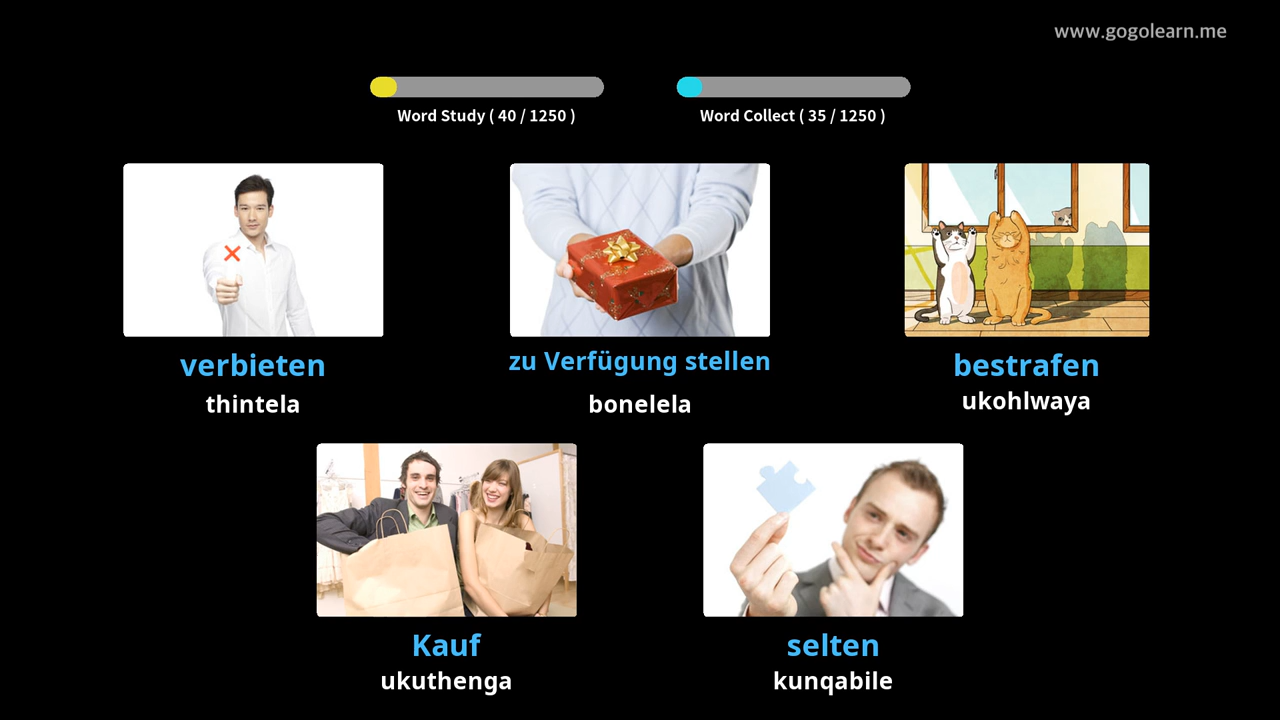 www.gogolearn.me
Word Study ( 40 / 1250 )
Word Collect ( 35 / 1250 )
verbieten
thintela
zu Verfügung stellen
bonelela
bestrafen
ukohlwaya
Kauf
ukuthenga
selten
kunqabile